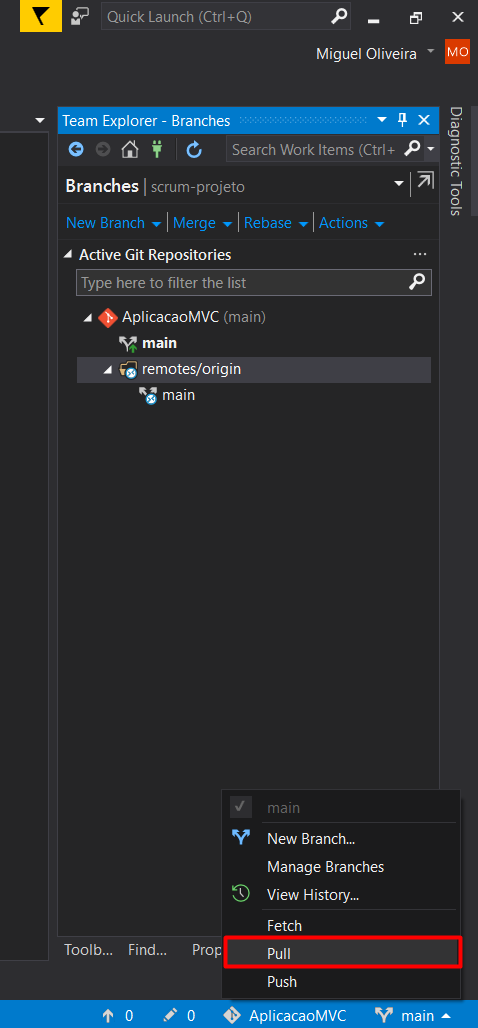 Quick Launch (Ctrl+Q)
Miguel Oliveira MO
Team Explorer - Branches
Diagnostic Tools
Search Work Items (Ctrl+
Branches | scrum-projeto
New Branch Merge Rebase Actions
Active Git Repositories ...
Type here to filter the list
AplicacaoMVC (main)
main
remotes/origin
main
main
New Branch...
Manage Branches
View History...
Fetch
Pull
Push
Toolb... Find... Prop
0 0 AplicacaoMVC main